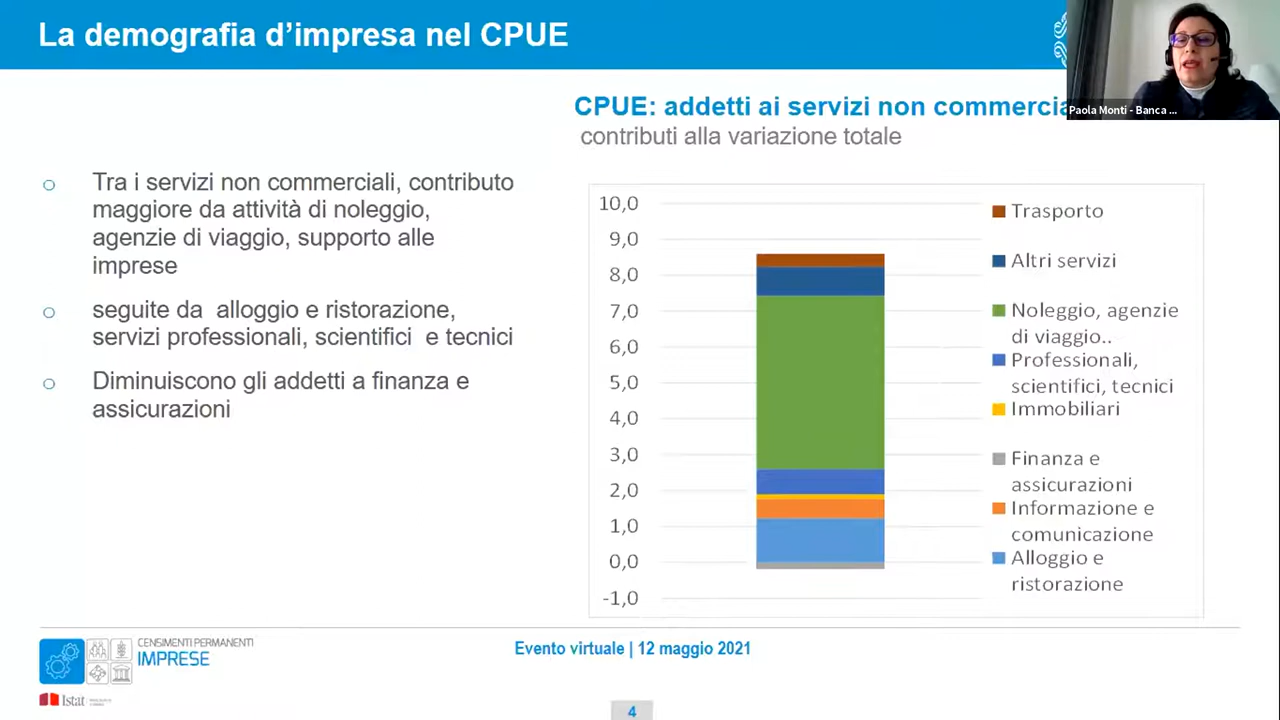 La demografia d'impresa nel CPUE
Paola Monti - Banca ...
CPUE: addetti ai servizi non commercia
contributi alla variazione totale
Tra i servizi non commerciali, contributo
maggiore da attività di noleggio,
agenzie di viaggio, supporto alle
imprese
seguite da alloggio e ristorazione,
servizi professionali, scientifici e tecnici
Diminuiscono gli addetti a finanza e
assicurazioni
10,0
9,0
8,0
7,0
6,0
5,0
4,0
3,0
2,0
1,0
0,0
-1,0
Trasporto
Altri servizi
Noleggio, agenzie
di viaggio..
Professionali,
scientifici, tecnici
Immobiliari
Finanza e
assicurazioni
Informazione e
comunicazione
Alloggio e
ristorazione
CENSIMENTI PERMANENTI
IMPRESE
Istat
Evento virtuale | 12 maggio 2021
4